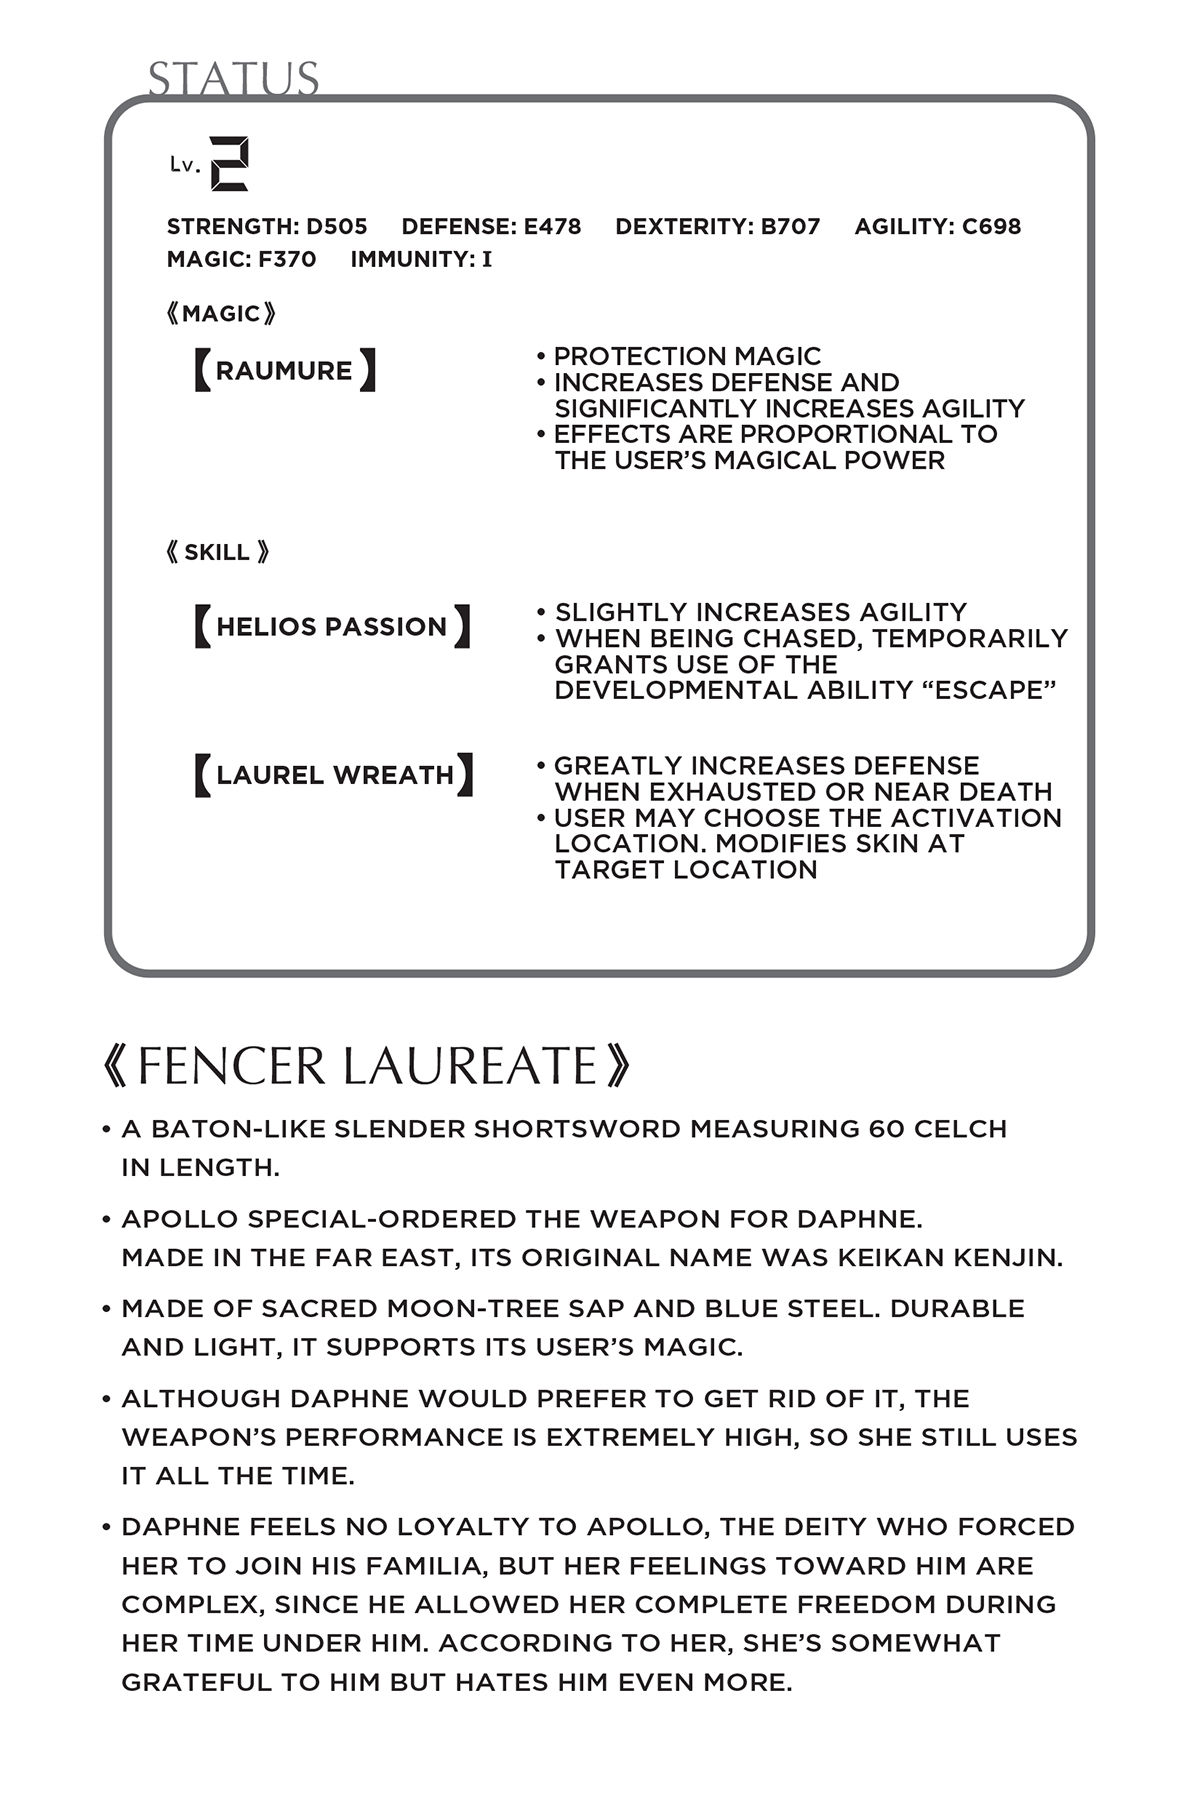 STATUS
Lv. 2
STRENGTH: D505 DEFENSE: E478 DEXTERITY: B707 AGILITY: C698
MAGIC: F370 IMMUNITY: I
《MAGIC》
【RAUMURE】
• PROTECTION MAGIC
• INCREASES DEFENSE AND
SIGNIFICANTLY INCREASES AGILITY
• EFFECTS ARE PROPORTIONAL TO
THE USER’S MAGICAL POWER
《SKILL》
【HELIOS PASSION】
• SLIGHTLY INCREASES AGILITY
• WHEN BEING CHASED, TEMPORARILY
GRANTS USE OF THE
DEVELOPMENTAL ABILITY “ESCAPE”
【LAUREL WREATH】
• GREATLY INCREASES DEFENSE
WHEN EXHAUSTED OR NEAR DEATH
• USER MAY CHOOSE THE ACTIVATION
LOCATION. MODIFIES SKIN AT
TARGET LOCATION
《FENCER LAUREATE》
• A BATON-LIKE SLENDER SHORTSWORD MEASURING 60 CELCH
IN LENGTH.
• APOLLO SPECIAL-ORDERED THE WEAPON FOR DAPHNE.
MADE IN THE FAR EAST, ITS ORIGINAL NAME WAS KEIKAN KENJIN.
• MADE OF SACRED MOON-TREE SAP AND BLUE STEEL. DURABLE
AND LIGHT, IT SUPPORTS ITS USER’S MAGIC.
• ALTHOUGH DAPHNE WOULD PREFER TO GET RID OF IT, THE
WEAPON’S PERFORMANCE IS EXTREMELY HIGH, SO SHE STILL USES
IT ALL THE TIME.
• DAPHNE FEELS NO LOYALTY TO APOLLO, THE DEITY WHO FORCED
HER TO JOIN HIS FAMILIA, BUT HER FEELINGS TOWARD HIM ARE
COMPLEX, SINCE HE ALLOWED HER COMPLETE FREEDOM DURING
HER TIME UNDER HIM. ACCORDING TO HER, SHE’S SOMEWHAT
GRATEFUL TO HIM BUT HATES HIM EVEN MORE.